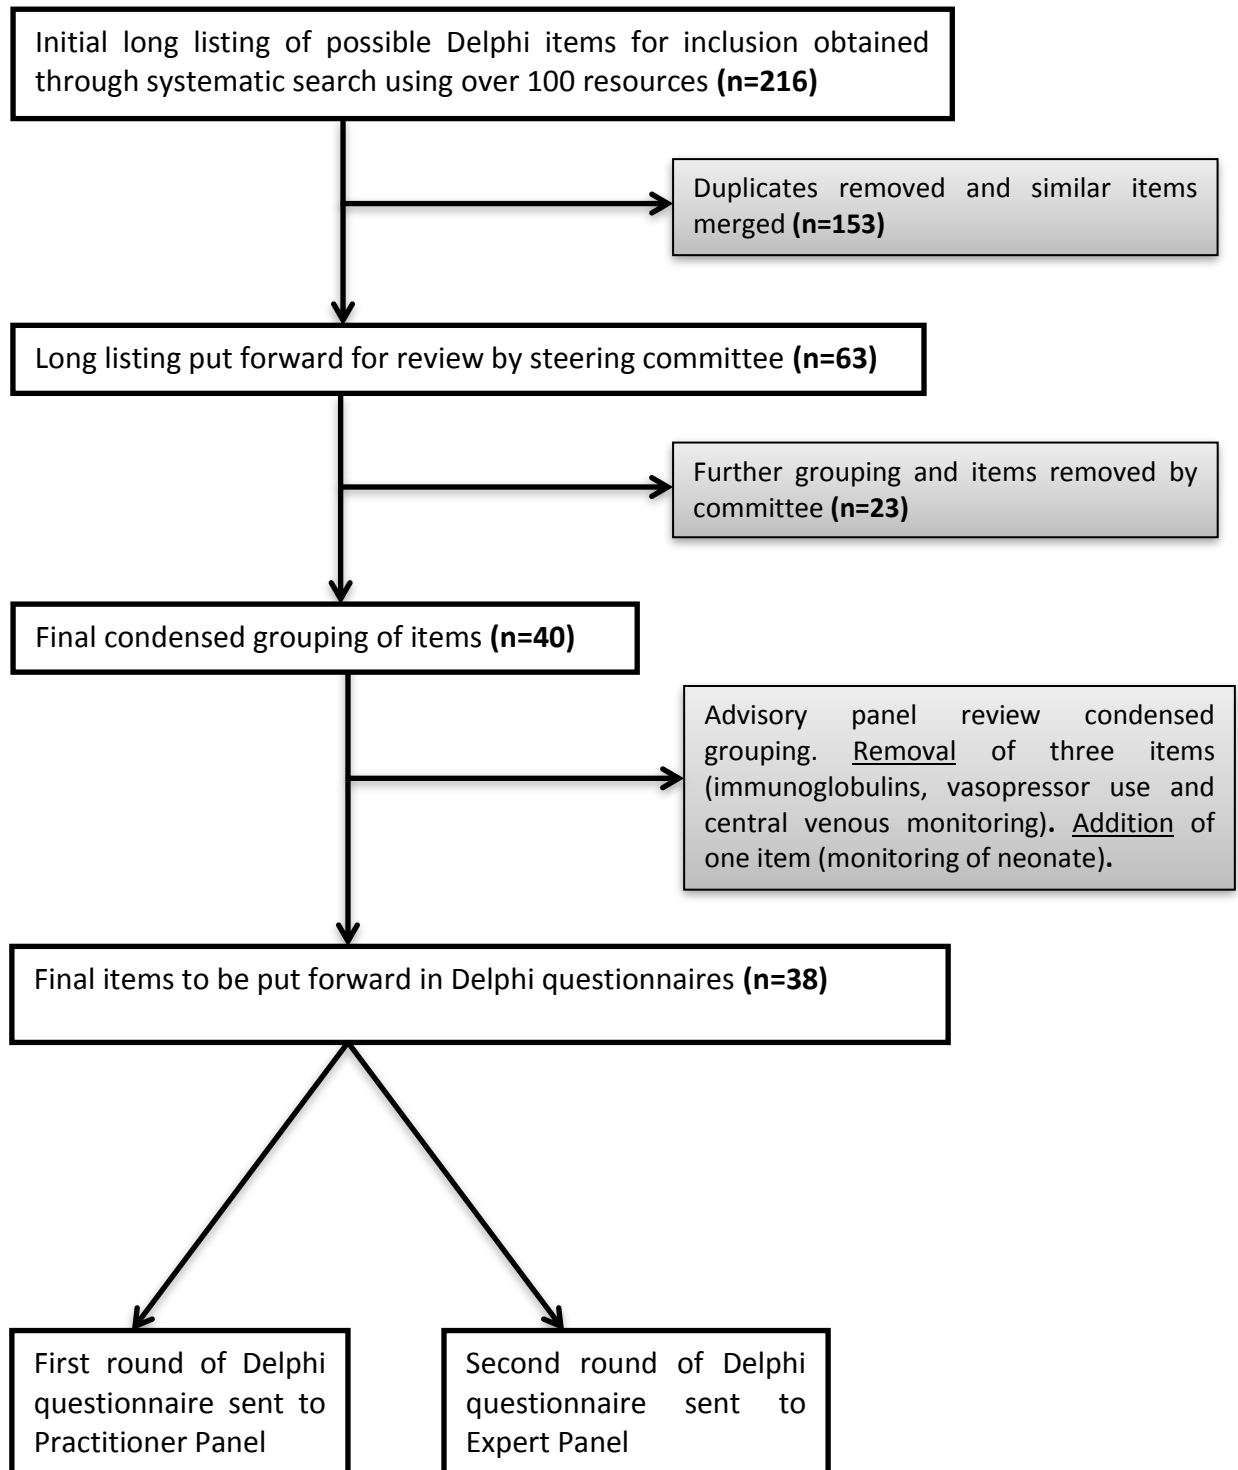 Initial long listing of possible Delphi items for inclusion obtained
through systematic search using over 100 resources (n=216)
Duplicates removed and similar items
merged (n=153)
Long listing put forward for review by steering committee (n=63)
Further grouping and items removed by
committee (n=23)
Final condensed grouping of items (n=40)
Advisory panel review condensed
grouping. Removal of three items
(immunoglobulins, vasopressor use and
central venous monitoring). Addition of
one item (monitoring of neonate).
Final items to be put forward in Delphi questionnaires (n=38)
First round of Delphi
questionnaire sent to
Practitioner Panel
Second round of Delphi
questionnaire sent to
Expert Panel